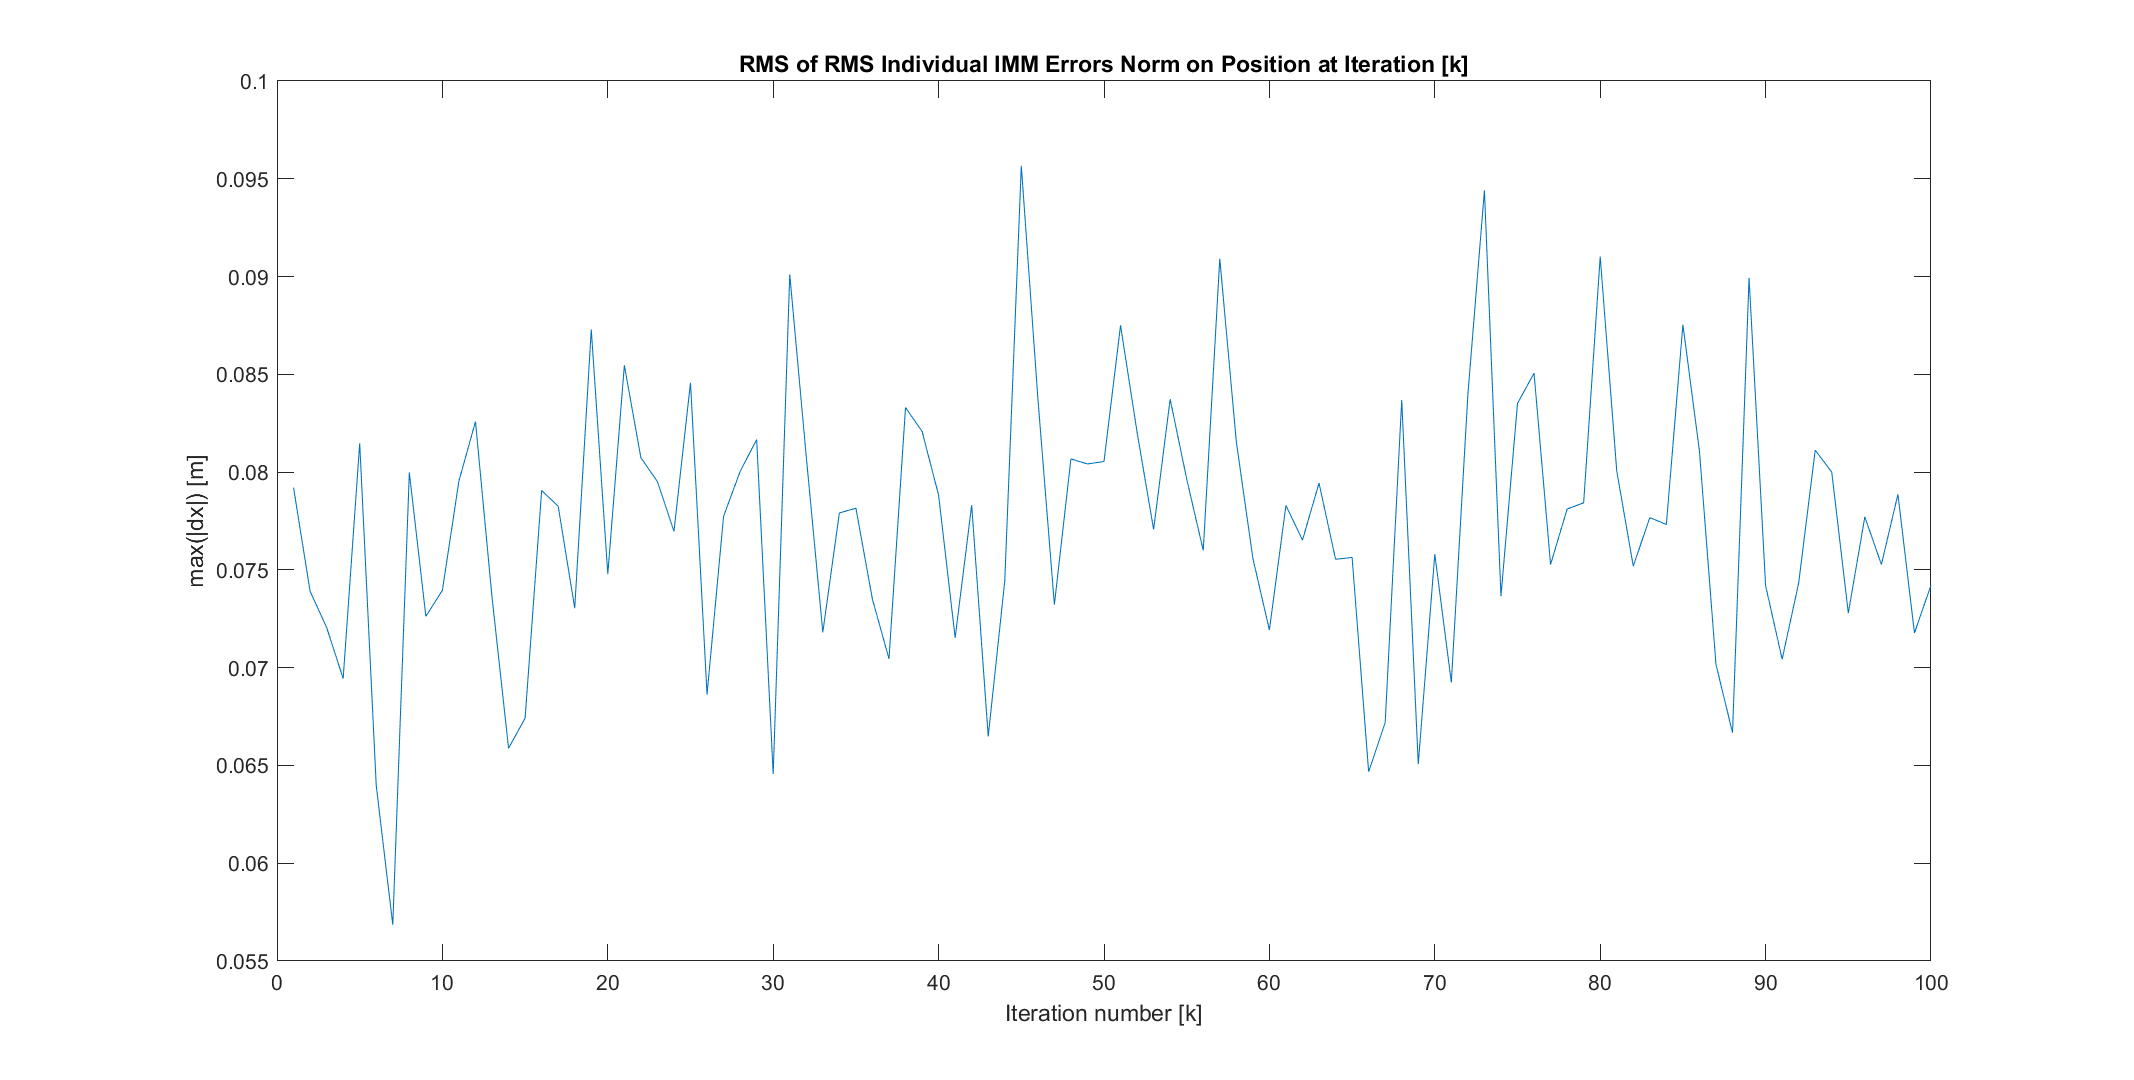 RMS of RMS Individual IMM Errors Norm on Position at Iteration [k]
0.1
0.095
0.09
0.085
0.08
0.075
0.07
0.065
0.06
0.055
max(|dx|) [m]
0 10 20 30 40 50 60 70 80 90 100
Iteration number [k]